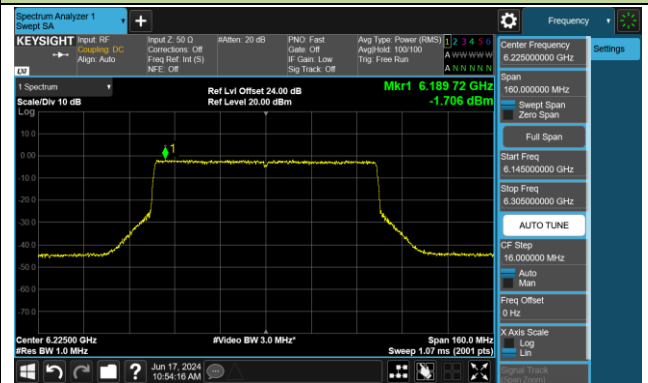 Spectrum Analyzer 1
Swept SA
Frequency
KEYSIGHT
Input: RF
Coupling: DC
Align: Auto
Input Z: 50 Ω
Corrections: Off
Freq Ref: Int (S)
NFE: Off
#Atten: 20 dB
PNO: Fast
Gate: Off
IF Gain: Low
Sig Track: Off
Avg Type: Power (RMS)
Avg|Hold: 100/100
Trig: Free Run
1 2 3 4 5 6
A W W W W W
A N N N N N
LXI
1 Spectrum
Scale/Div 10 dB
Log
Ref Lvl Offset 24.00 dB
Ref Level 20.00 dBm
Mkr1 6.189 72 GHz
-1.706 dBm
1
10.0
0.00
-10.0
-20.0
-30.0
-40.0
-50.0
-60.0
-70.0
Center 6.22500 GHz
#Res BW 1.0 MHz
#Video BW 3.0 MHz*
Span 160.0 MHz
Sweep 1.07 ms (2001 pts)
Jun 17, 2024
10:54:16 AM
Center Frequency
6.225000000 GHz
Settings
Span
160.000000 MHz
Swept Span
Zero Span
Full Span
Start Freq
6.145000000 GHz
Stop Freq
6.305000000 GHz
AUTO TUNE
CF Step
16.000000 MHz
Auto
Man
Freq Offset
0 Hz
X Axis Scale
Log
Lin
Signal Track
(Span Zoom)